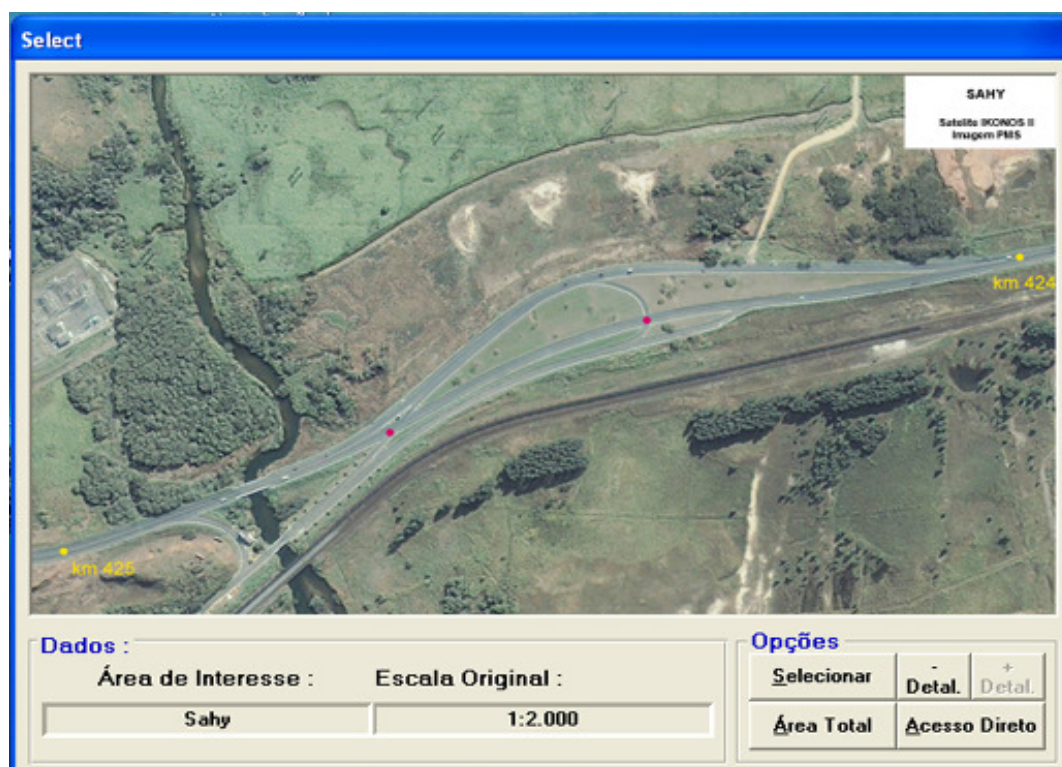 Select
SAHY
Satelite IKONOS II
Imagem PMS
km 424
km 425
Dados :
Área de Interesse :
Escala Original :
Sahy
1:2.000
Opções
Selecionar
- Detal.
+ Detal.
Área Total
Acesso Direto